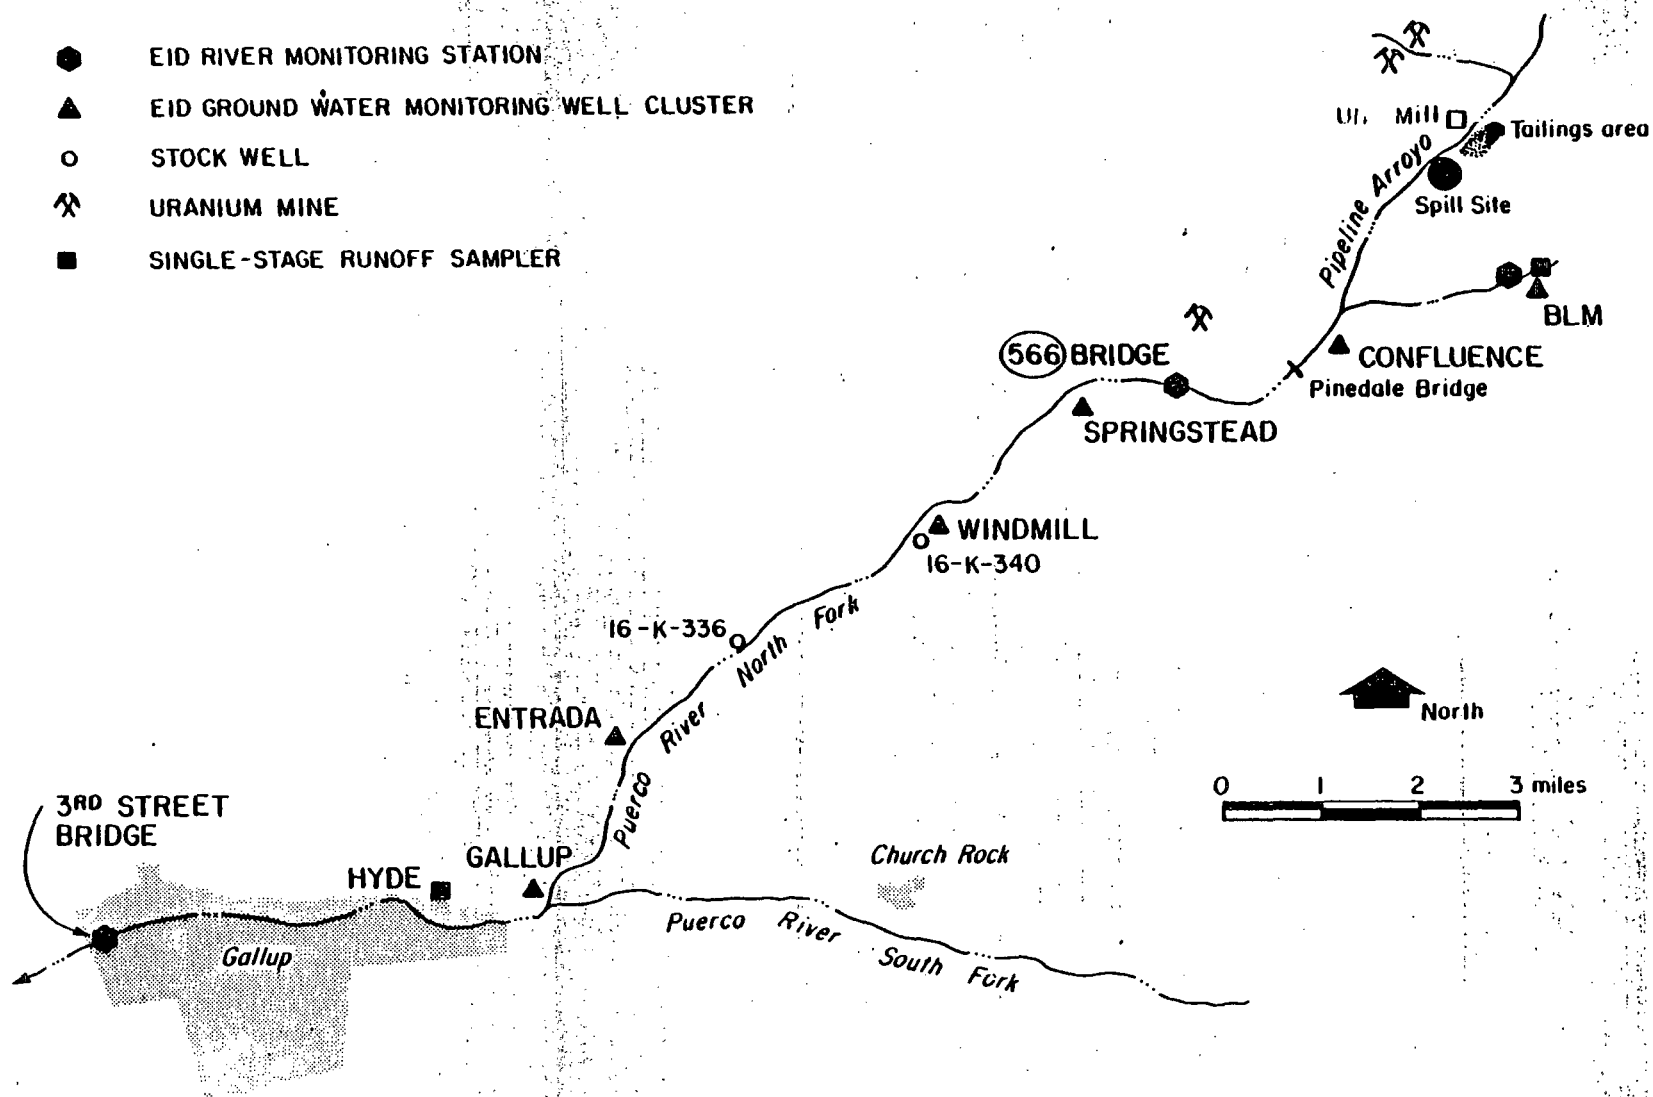 EID RIVER MONITORING STATION
EID GROUND WATER MONITORING WELL CLUSTER
STOCK WELL
URANIUM MINE
SINGLE-STAGE RUNOFF SAMPLER
Mill
Tailings area
Pipeline Arroyo
Spill Site
BLM
566 BRIDGE
CONFLUENCE
Pinedale Bridge
SPRINGSTEAD
WINDMILL
16-K-340
16-K-336
Puerco River North Fork
ENTRADA
North
0 1 2 3 miles
3RD STREET
BRIDGE
GALLUP
HYDE
Church Rock
Gallup
Puerco River South Fork